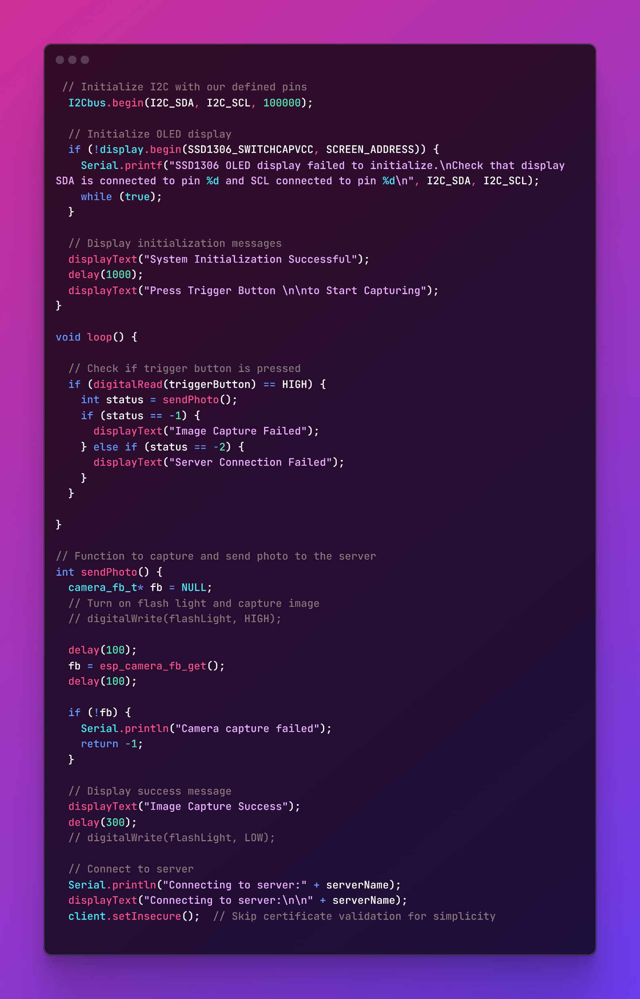 // Initialize I2C with our defined pins
  I2Cbus.begin(I2C_SDA, I2C_SCL, 100000);

  // Initialize OLED display
  if (!display.begin(SSD1306_SWITCHCAPVCC, SCREEN_ADDRESS)) {
    Serial.printf("SSD1306 OLED display failed to initialize.\nCheck that display
SDA is connected to pin %d and SCL connected to pin %d\n", I2C_SDA, I2C_SCL);
    while (true);
  }

  // Display initialization messages
  displayText("System Initialization Successful");
  delay(1000);
  displayText("Press Trigger Button \n\nto Start Capturing");
}

void loop() {

  // Check if trigger button is pressed
  if (digitalRead(triggerButton) == HIGH) {
    int status = sendPhoto();
    if (status == -1) {
      displayText("Image Capture Failed");
    } else if (status == -2) {
      displayText("Server Connection Failed");
    }
  }

}

// Function to capture and send photo to the server
int sendPhoto() {
  camera_fb_t* fb = NULL;
  // Turn on flash light and capture image
  // digitalWrite(flashLight, HIGH);

  delay(100);
  fb = esp_camera_fb_get();
  delay(100);

  if (!fb) {
    Serial.println("Camera capture failed");
    return -1;
  }

  // Display success message
  displayText("Image Capture Success");
  delay(300);
  // digitalWrite(flashLight, LOW);

  // Connect to server
  Serial.println("Connecting to server:" + serverName);
  displayText("Connecting to server:\n\n" + serverName);
  client.setInsecure();  // Skip certificate validation for simplicity